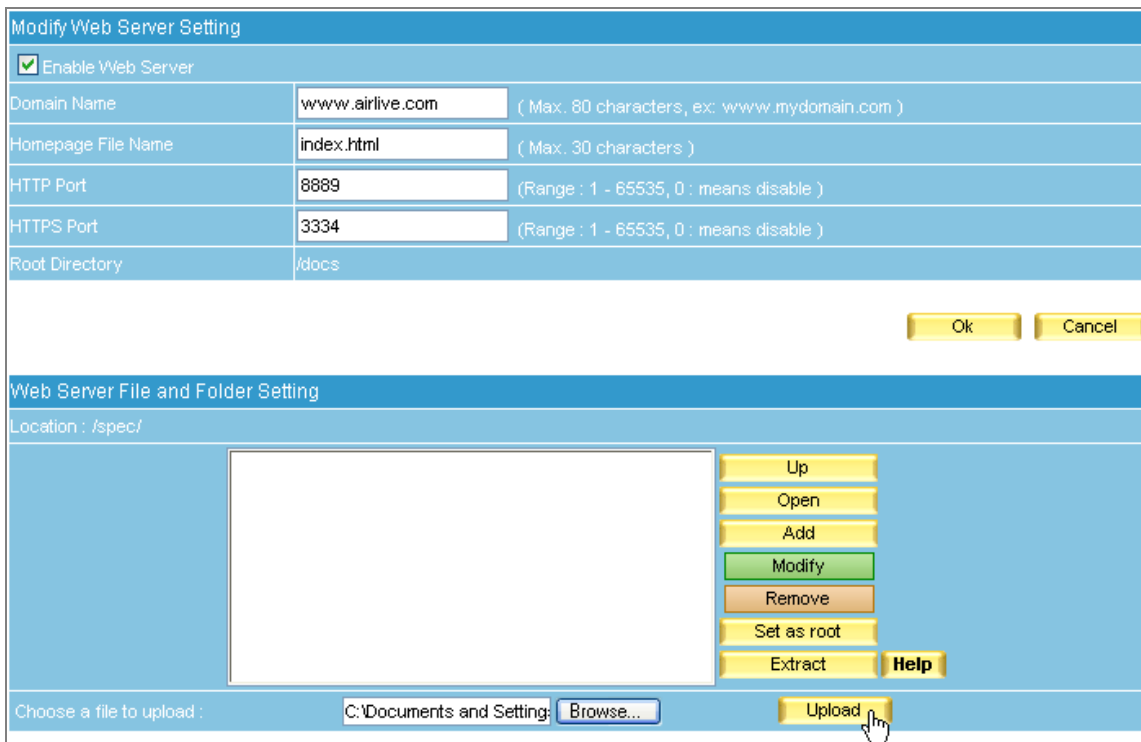 Modify Web Server Setting
Enable Web Server
Domain Name www.airlive.com ( Max. 80 characters, ex: www.mydomain.com )
Homepage File Name index.html ( Max. 30 characters )
HTTP Port 8889 (Range : 1 - 65535, 0 : means disable )
HTTPS Port 3334 (Range : 1 - 65535, 0 : means disable )
Root Directory /docs
Ok Cancel
Web Server File and Folder Setting
Location : /spec/
Up
Open
Add
Modify
Remove
Set as root
Extract Help
Choose a file to upload : C:\Documents and Setting Browse... Upload